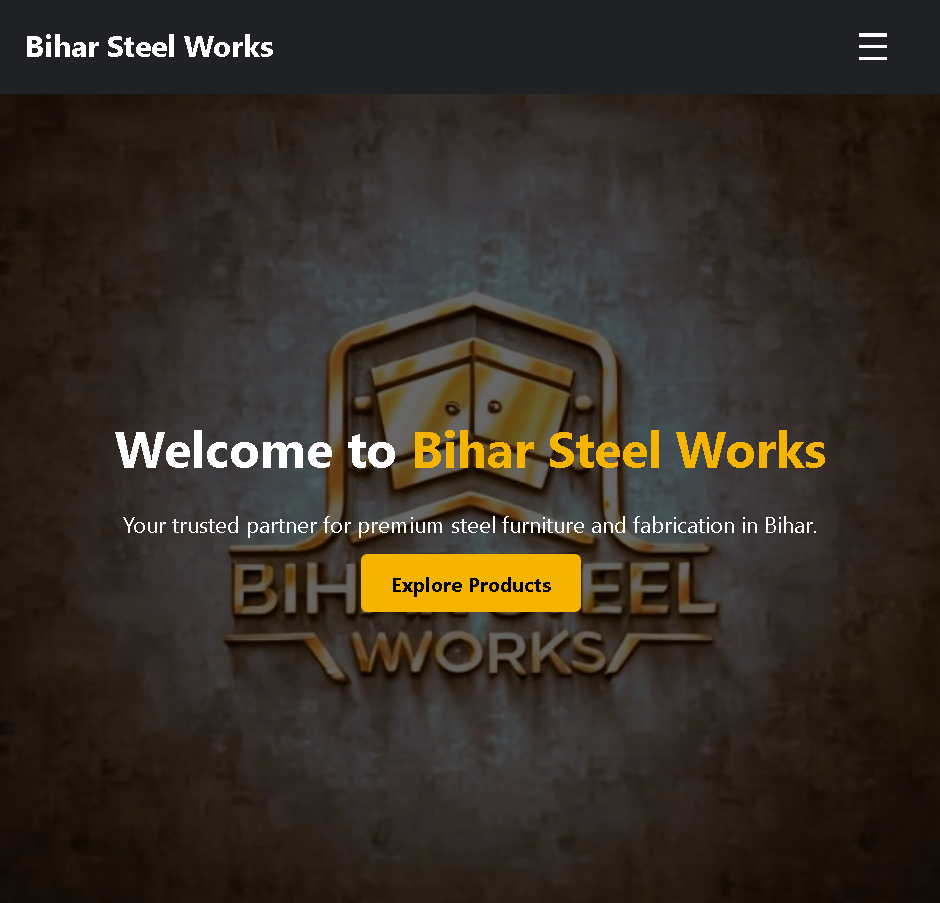 Bihar Steel Works
☰
Welcome to Bihar Steel Works
Your trusted partner for premium steel furniture and fabrication in Bihar.
Explore Products
BIH EEL
WORKS